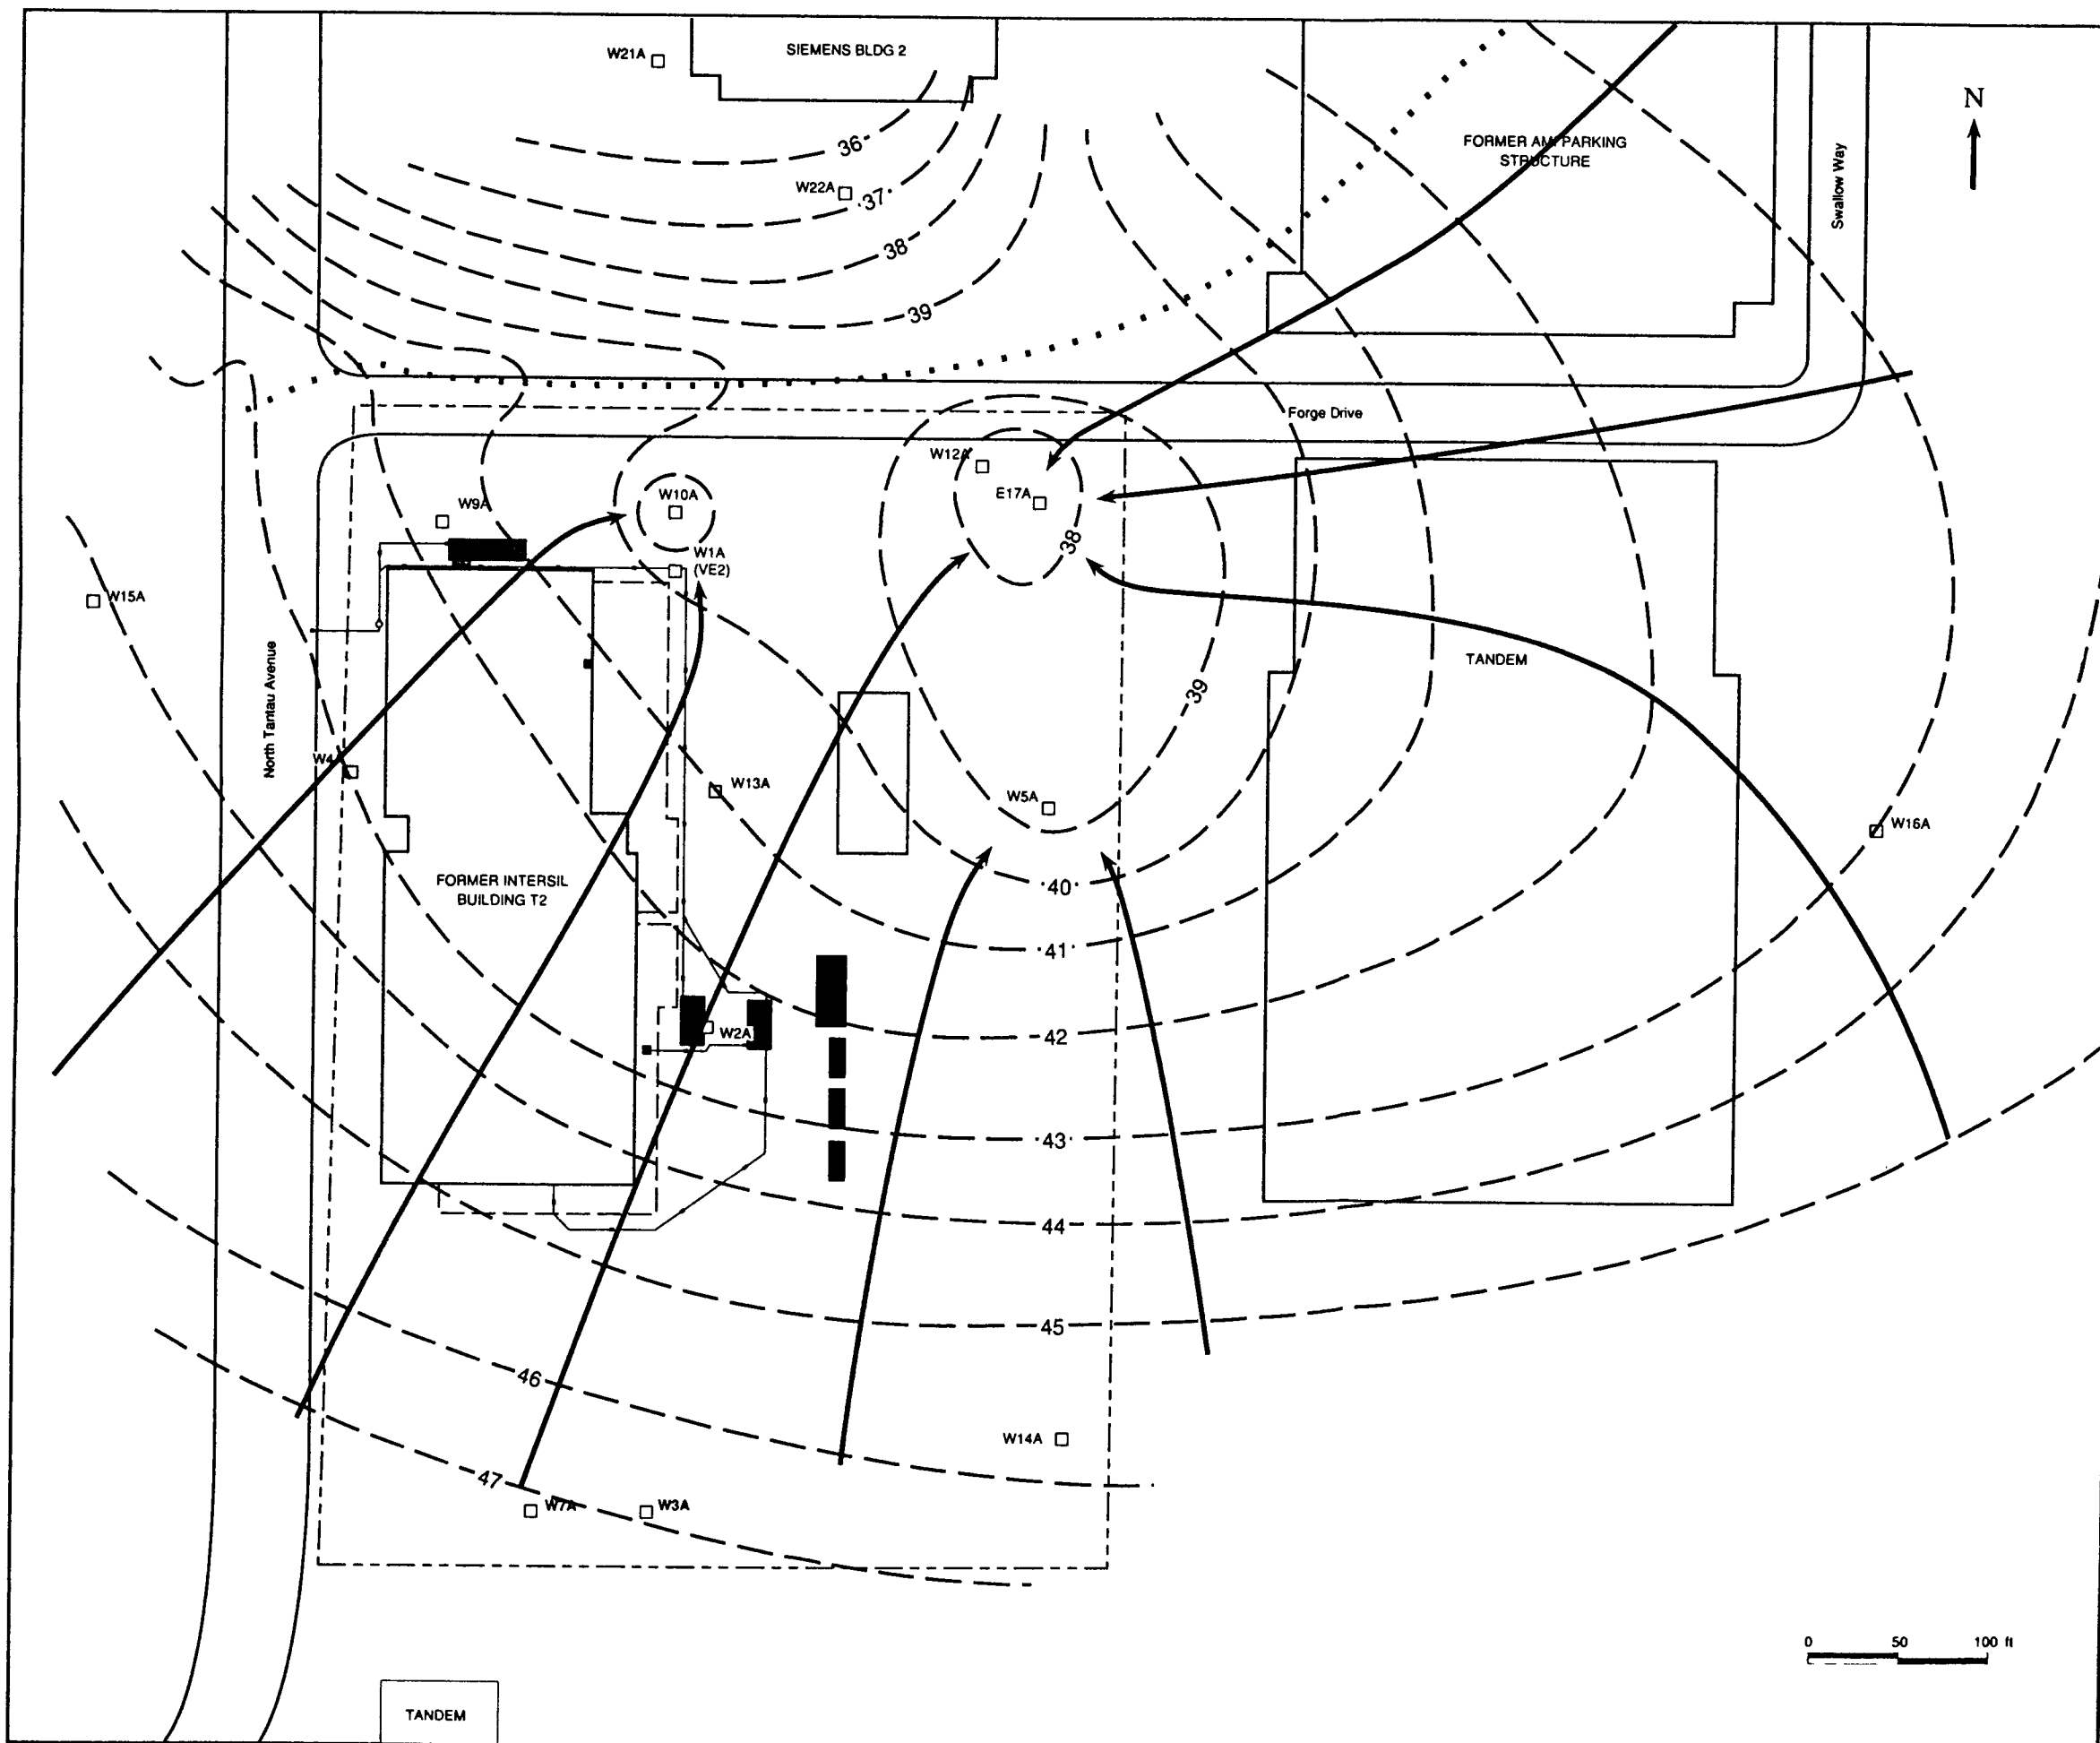 SIEMENS BLDG 2
W21A
N
36
FORMER AMI PARKING
STRUCTURE
Swallow Way
W22A
37
38
39
Forge Drive
W12A
E17A
W10A
W9A
38
W1A
(VE2)
W15A
North Tantau Avenue
TANDEM
39
W4
W13A
W5A
W16A
FORMER INTERSIL
BUILDING T2
40
41
W2A
42
43
44
45
46
W14A
47
W7A
W3A
0 50 100 ft
TANDEM